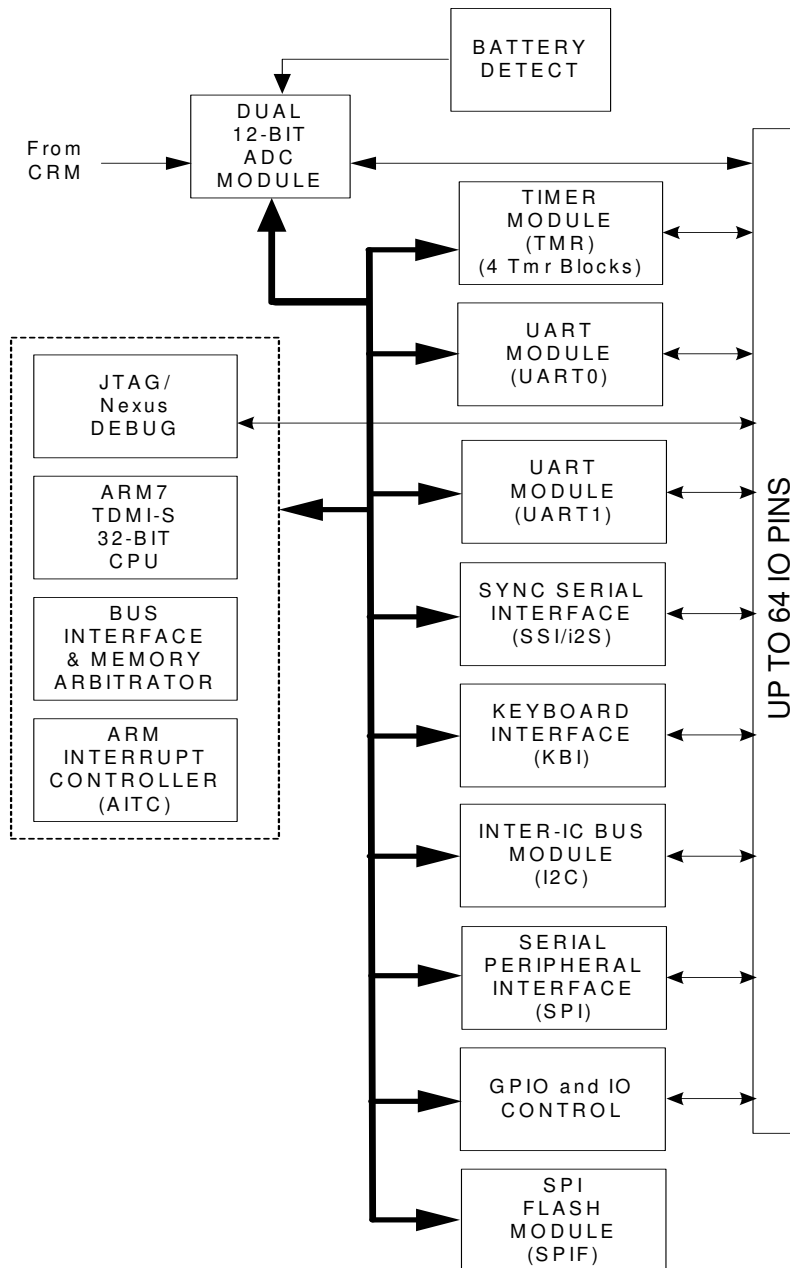 BATTERY
DETECT
DUAL
12-BIT
ADC
MODULE
From
CRM
TIMER
MODULE
(TMR)
(4 Tmr Blocks)
UART
MODULE
(UART0)
JTAG/
Nexus
DEBUG
UART
MODULE
(UART1)
ARM7
TDMI-S
32-BIT
CPU
SYNC SERIAL
INTERFACE
(SSI/i2S)
BUS
INTERFACE
& MEMORY
ARBITRATOR
KEYBOARD
INTERFACE
(KBI)
ARM
INTERRUPT
CONTROLLER
(AITC)
INTER-IC BUS
MODULE
(I2C)
SERIAL
PERIPHERAL
INTERFACE
(SPI)
GPIO and IO
CONTROL
SPI
FLASH
MODULE
(SPIF)
UP TO 64 IO PINS